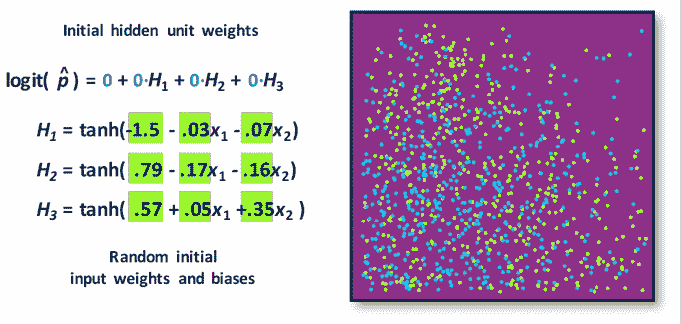 Initial hidden unit weights
logit( p̂ ) = 0 + 0·H₁ + 0·H₂ + 0·H₃
H₁ = tanh(-1.5 - .03x₁ - .07x₂)
H₂ = tanh( .79 - .17x₁ - .16x₂)
H₃ = tanh( .57 + .05x₁ +.35x₂ )
Random initial
input weights and biases